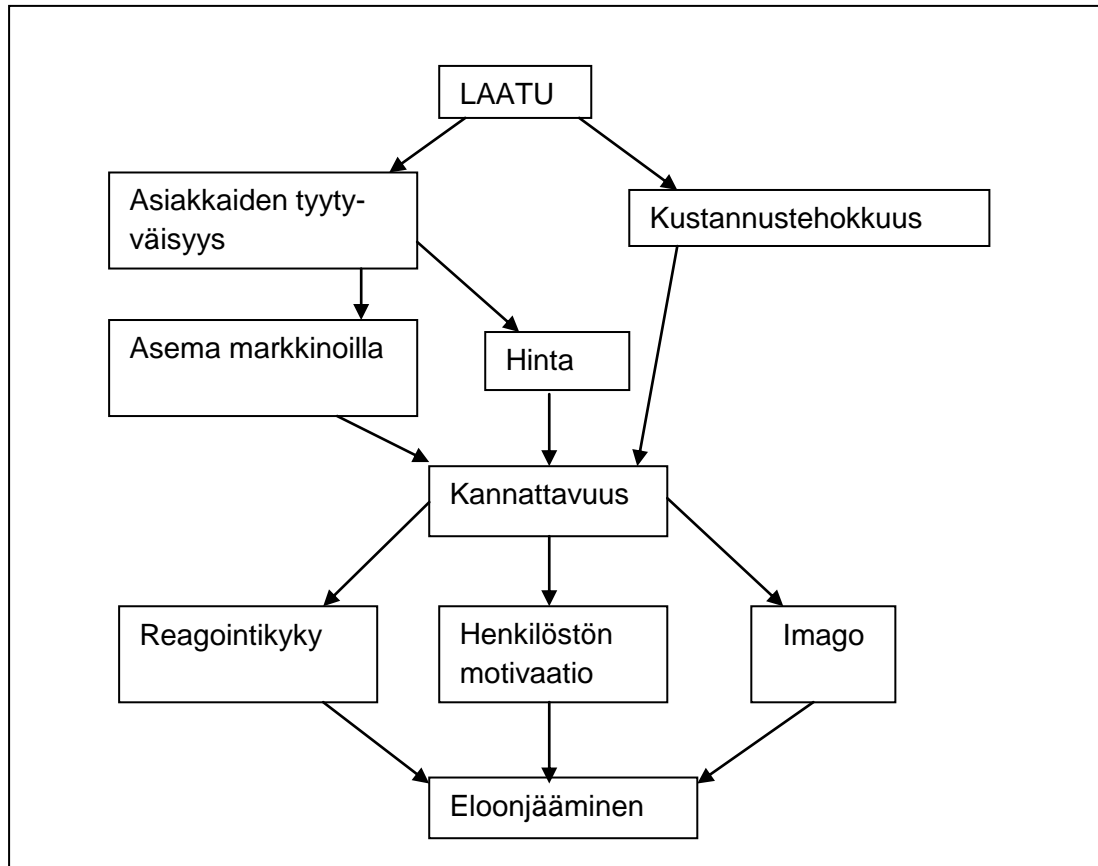 LAATU
Asiakkaiden tyyty-
väisyys
Kustannustehokkuus
Asema markkinoilla
Hinta
Kannattavuus
Reagointikyky
Henkilöstön
motivaatio
Imago
Eloonjääminen